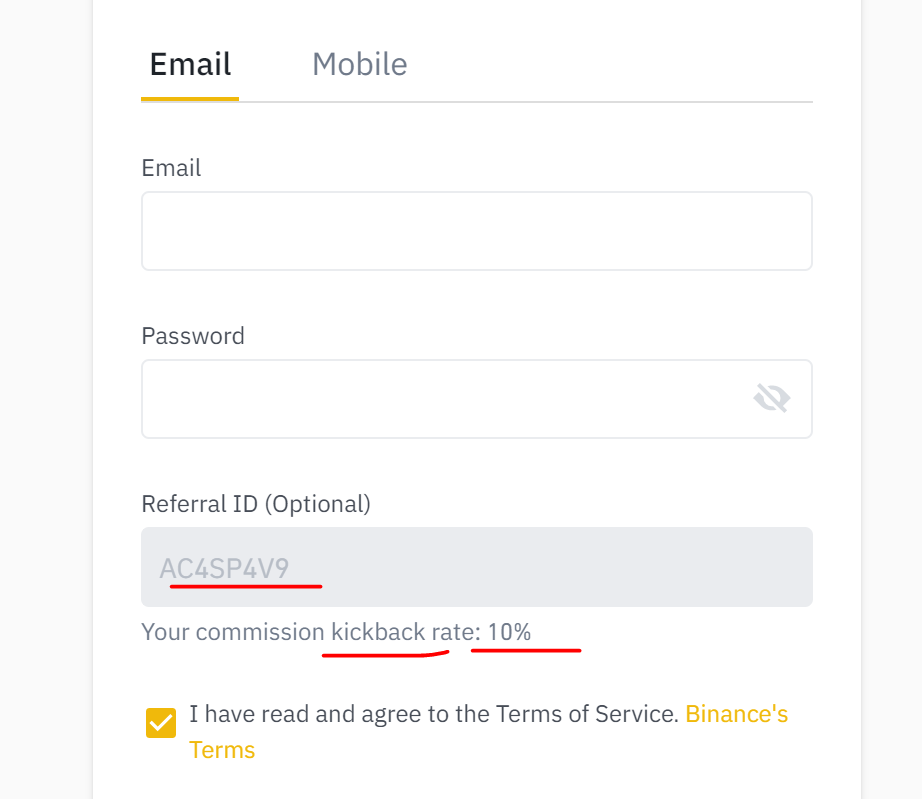 Email Mobile
Email
Password
Referral ID (Optional)
AC4SP4V9
Your commission kickback rate: 10%
I have read and agree to the Terms of Service. Binance's
Terms